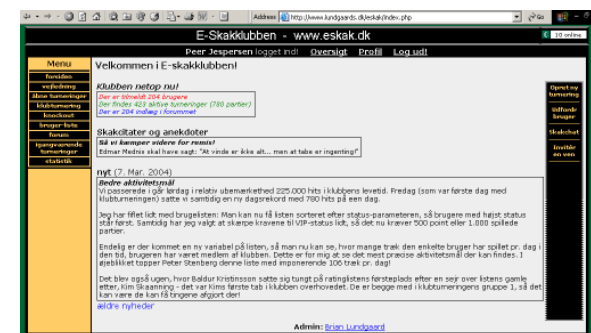 Address http://www.lundgaards.dk/eskak/index.php Go
E-Skakklubben - www.eskak.dk
10 online
Peer Jespersen logget ind! Oversigt Profil Log ud!
Menu
forsiden
vejledning
åbne turneringer
klubturnering
knockout
bruger-liste
forum
igangværende
turneringer
statistik
Velkommen i E-skakklubben!
Klubben netop nu!
Der er tilmeldt 204 brugere
Der findes 423 aktive turneringer (780 partier)
Der er 204 indlæg i forummet
Skakcitater og anekdoter
Så vi kæmper videre for remis!
Edmar Mednis skal have sagt: "At vinde er ikke alt... men at tabe er ingenting!"
nyt (7. Mar. 2004)
Bedre aktivitetsmål
Vi passerede i går lørdag i relativ ubemærkethed 225.000 hits i klubbens levetid. Fredag (som var første dag med
klubturneringen) satte vi samtidig en ny dagsrekord med 780 hits på een dag.
Jeg har fiflet lidt med brugelisten: Man kan nu få listen sorteret efter status-parameteren, så brugere med højst status
står først. Samtidig har jeg valgt at skærpe kravene til VIP-status lidt, så det nu kræver 500 point eller 1.000 spillede
partier.
Endelig er der kommet en ny variabel på listen, så man nu kan se, hvor mange træk den enkelte bruger har spillet pr. dag i
den tid, brugeren har været medlem af klubben. Dette er for mig at se det mest præcise aktivitetsmål der kan findes. I
øjeblikket topper Peter Stenberg denne liste med imponerende 106 træk pr. dag!
Det blev også ugen, hvor Baldur Kristinsson satte sig tungt på ratinglistens førsteplads efter en sejr over listens gamle
etter, Kim Skaanning - det var Kims første tab i klubben overhovedet. De er begge med i klubturneringens gruppe 1, så det
kan være de kan få tingene afgjort der!
ældre nyheder
Admin: Brian Lundgaard
Opret ny
turnering
Udfordr
bruger
Skakchat
Invitér
en ven